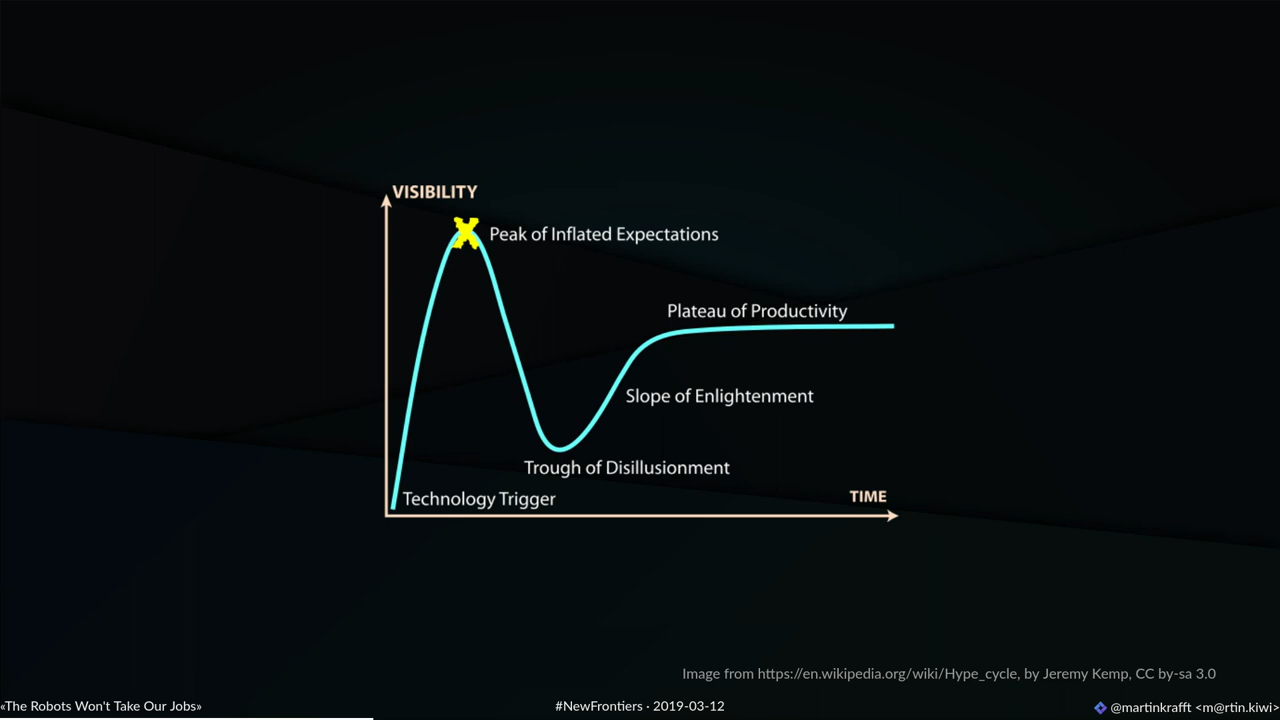 VISIBILITY
Peak of Inflated Expectations
Plateau of Productivity
Slope of Enlightenment
Trough of Disillusionment
Technology Trigger
TIME
Image from https://en.wikipedia.org/wiki/Hype_cycle, by Jeremy Kemp, CC by-sa 3.0
«The Robots Won't Take Our Jobs»
#NewFrontiers · 2019-03-12
@martinkrafft <m@rtin.kiwi>